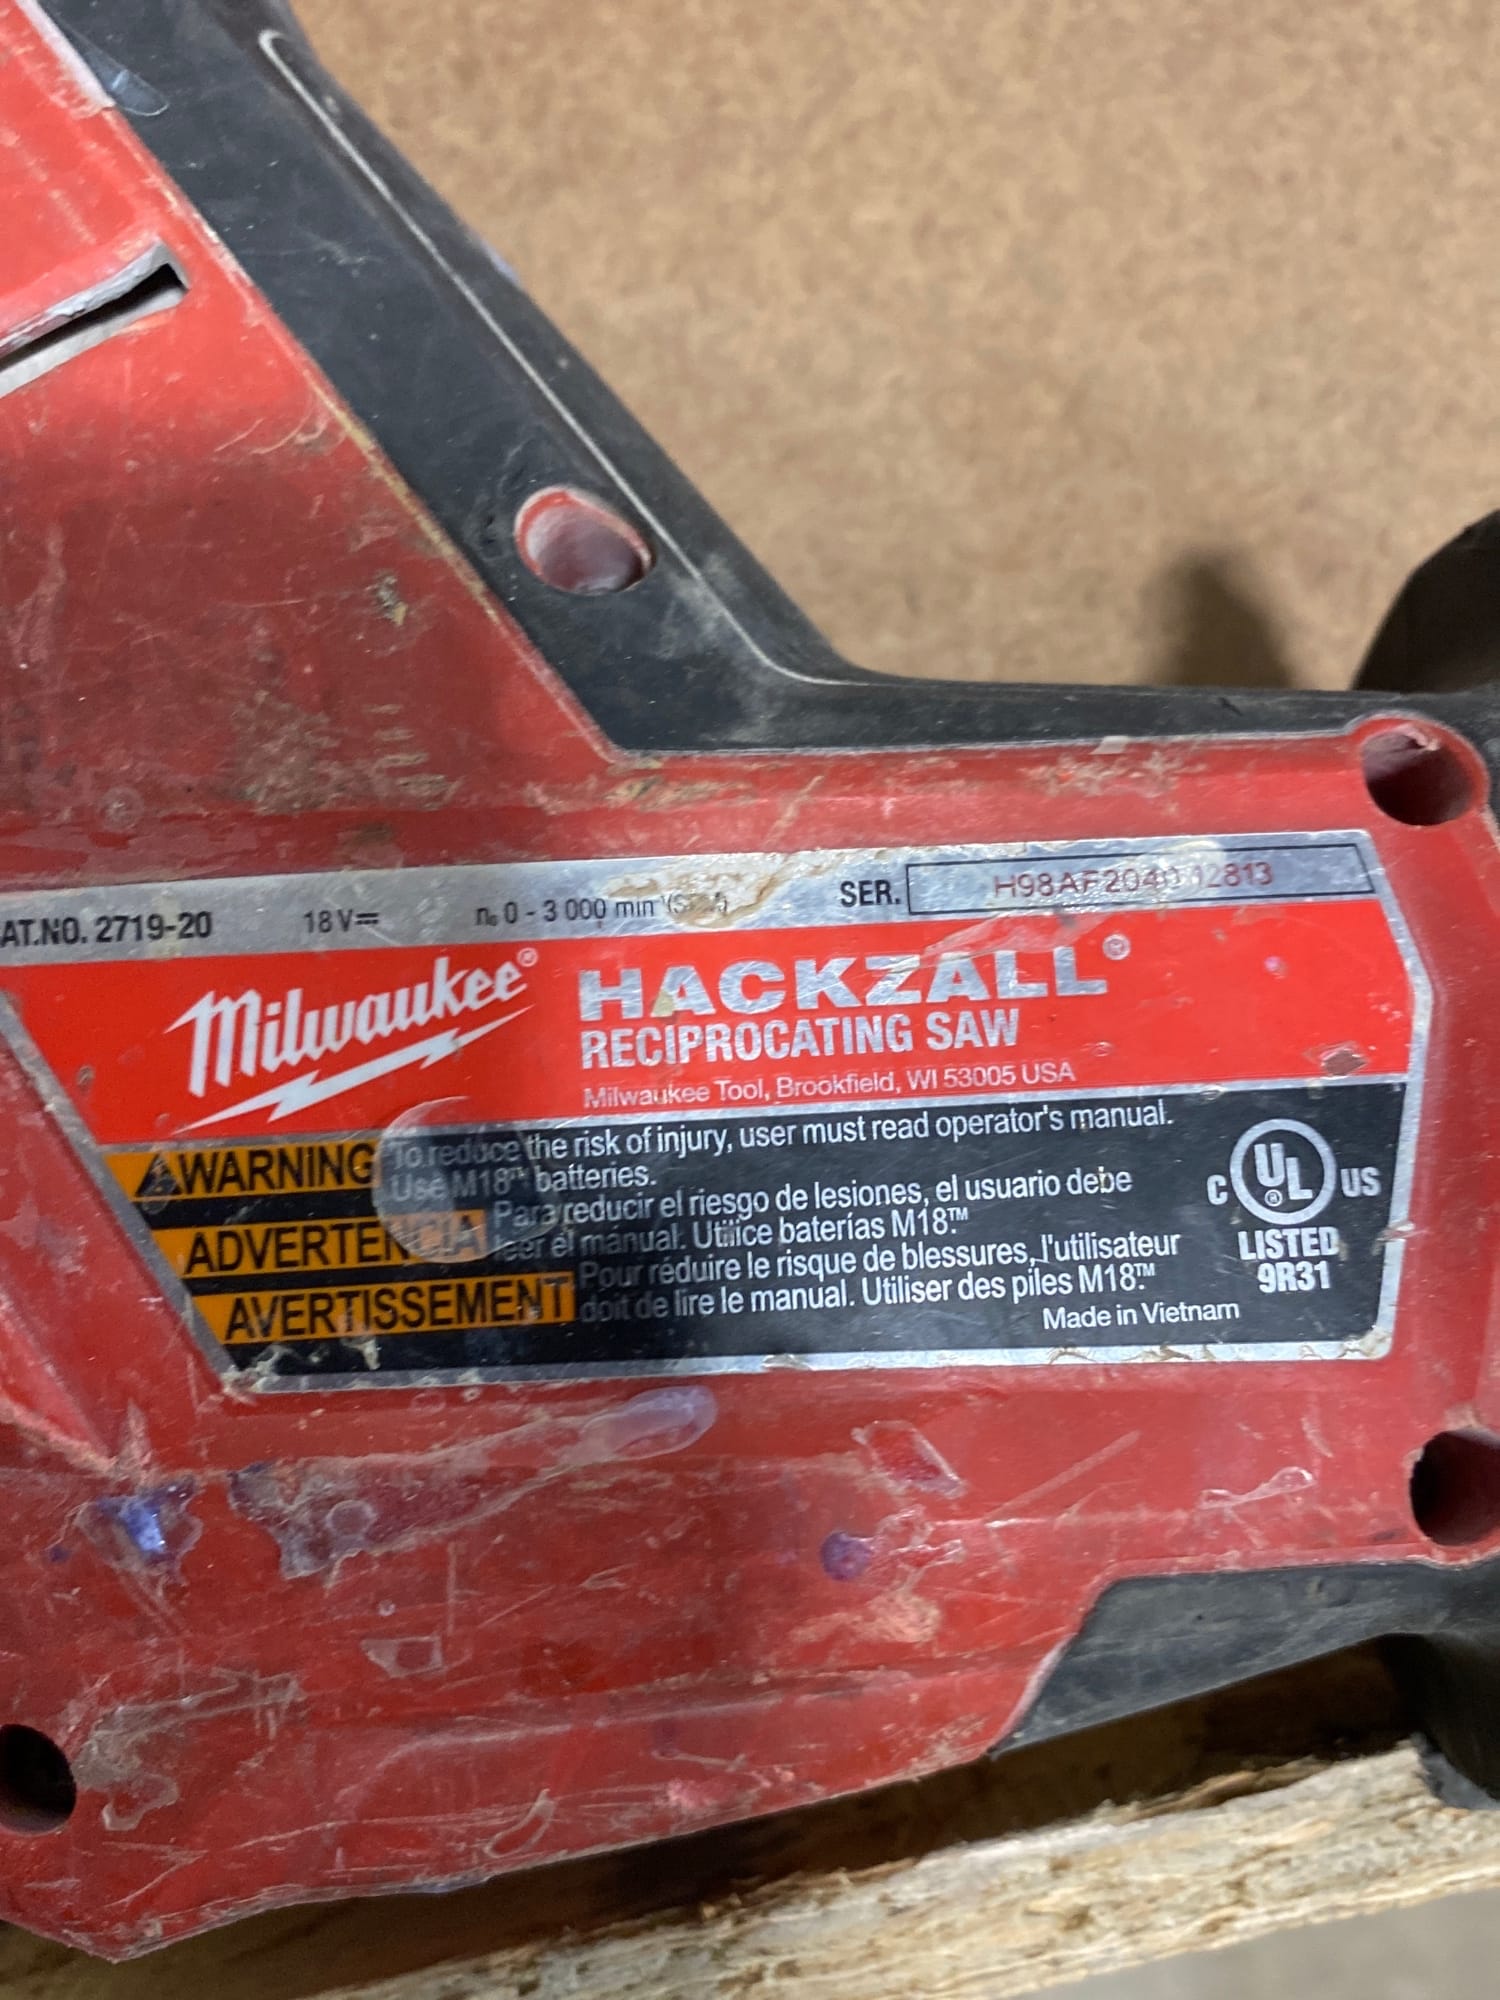 AT.NO. 2719-20 18V⎓ n₀ 0 - 3 000 min SER. H98AF2040 12813
Milwaukee® HACKZALL®
RECIPROCATING SAW
Milwaukee Tool, Brookfield, WI 53005 USA
WARNING To reduce the risk of injury, user must read operator's manual.
Use M18™ batteries.
ADVERTENCIA Para reducir el riesgo de lesiones, el usuario debe
leer el manual. Utilice baterías M18™.
AVERTISSEMENT Pour réduire le risque de blessures, l'utilisateur
doit de lire le manual. Utiliser des piles M18™.
C UL® US
LISTED
9R31
Made in Vietnam